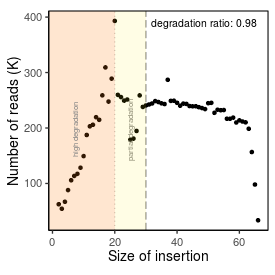 degradation ratio: 0.98
Number of reads (K)
400
300
200
100
high degradation
partial degradation
0
20
40
60
Size of insertion